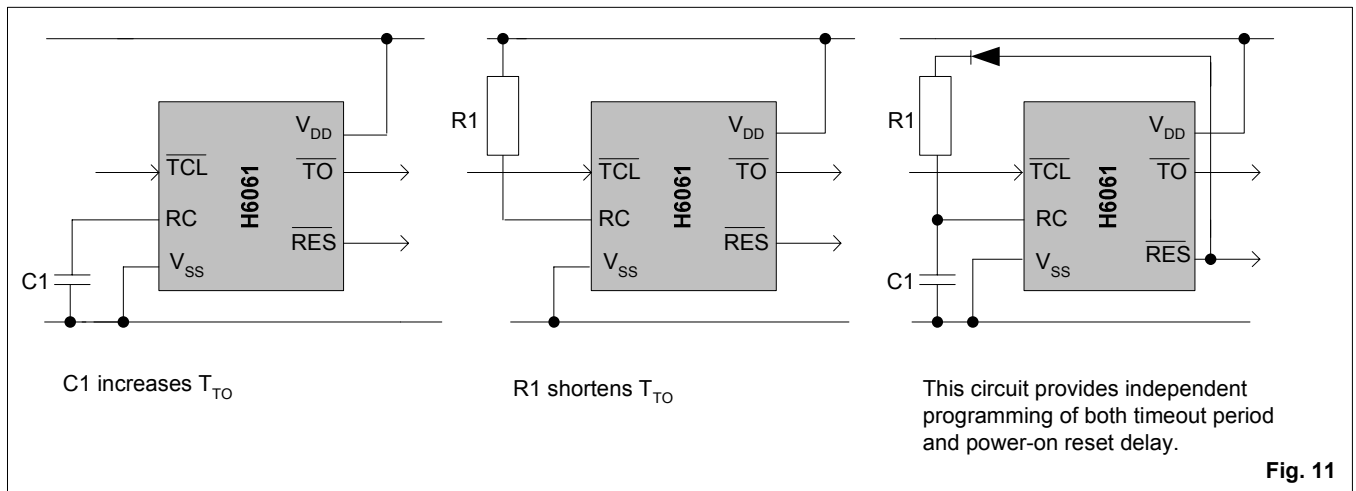 V_DD
TCL
TO
H6061
RC
RES
V_SS
C1
C1 increases T_TO
R1
V_DD
TCL
TO
H6061
RC
RES
V_SS
R1 shortens T_TO
R1
V_DD
TCL
TO
H6061
RC
RES
V_SS
C1
This circuit provides independent
programming of both timeout period
and power-on reset delay.
Fig. 11